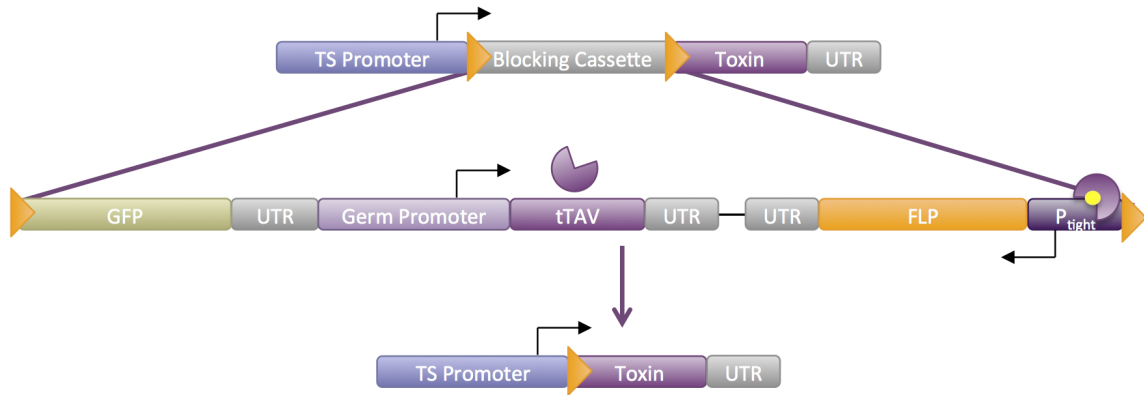 TS Promoter Blocking Cassette Toxin UTR
GFP UTR Germ Promoter tTAV UTR UTR FLP Ptight
TS Promoter Toxin UTR